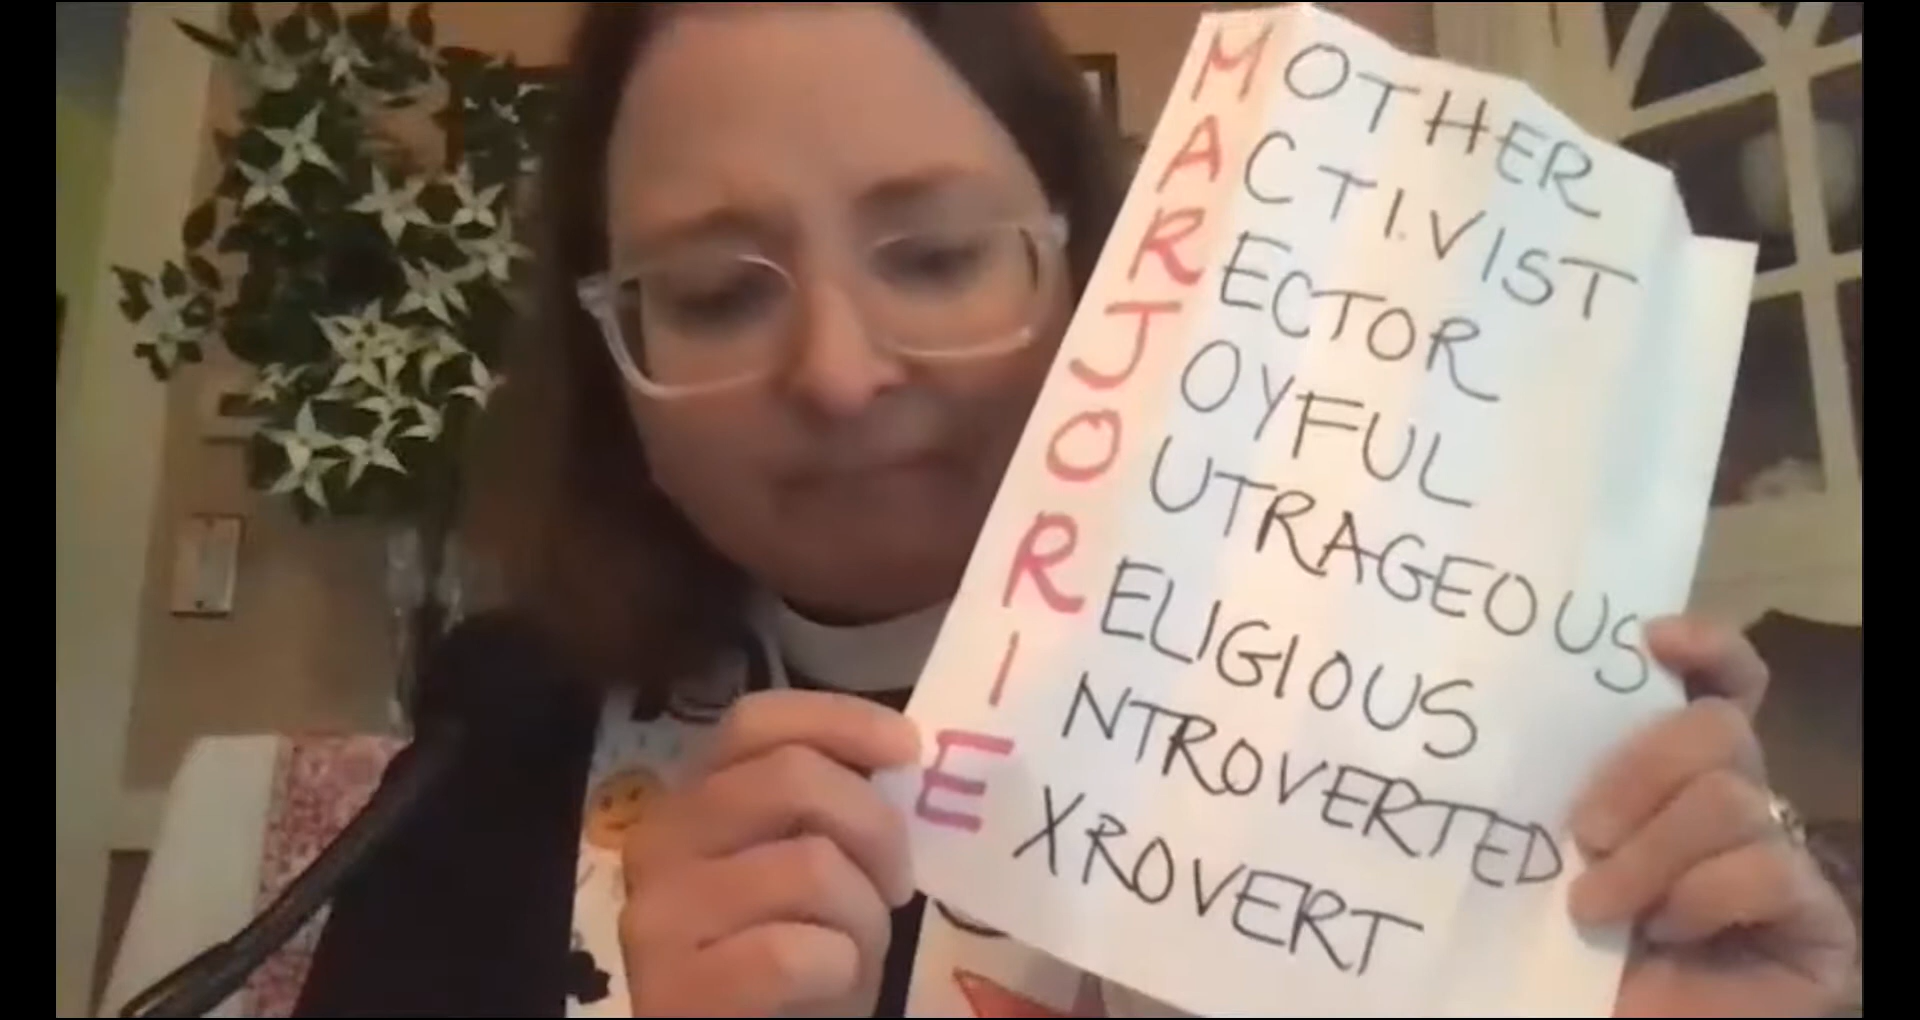 MOTHER
ACTIVIST
RECTOR
JOYFUL
OUTRAGEOUS
RELIGIOUS
INTROVERTED
EXROVERT